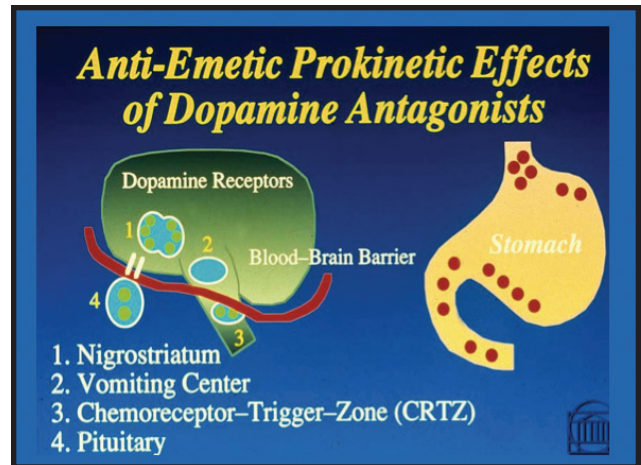 Anti-Emetic Prokinetic Effects
of Dopamine Antagonists
Dopamine Receptors
1
2
Blood–Brain Barrier
Stomach
4
3
1. Nigrostriatum
2. Vomiting Center
3. Chemoreceptor–Trigger–Zone (CRTZ)
4. Pituitary